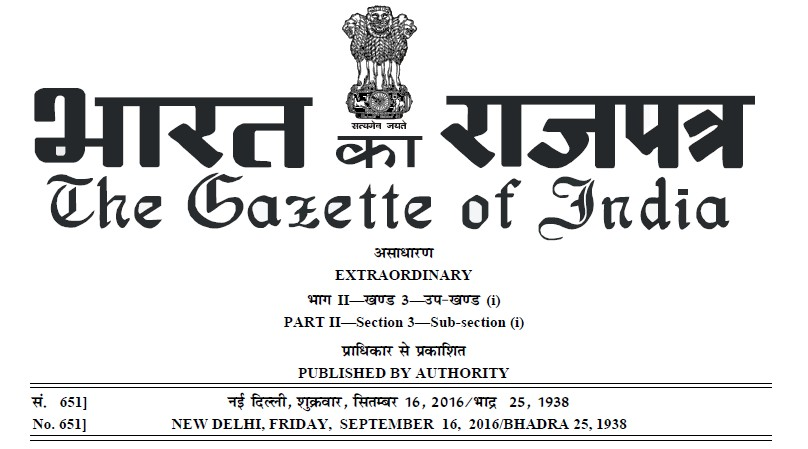 सत्यमेव जयते
भारत का राजपत्र
The Gazette of India
असाधारण
EXTRAORDINARY
भाग II—खण्ड 3—उप-खण्ड (i)
PART II—Section 3—Sub-section (i)
प्राधिकार से प्रकाशित
PUBLISHED BY AUTHORITY
सं. 651] नई दिल्ली, शुक्रवार, सितम्बर 16, 2016/भाद्र 25, 1938
No. 651] NEW DELHI, FRIDAY, SEPTEMBER 16, 2016/BHADRA 25, 1938